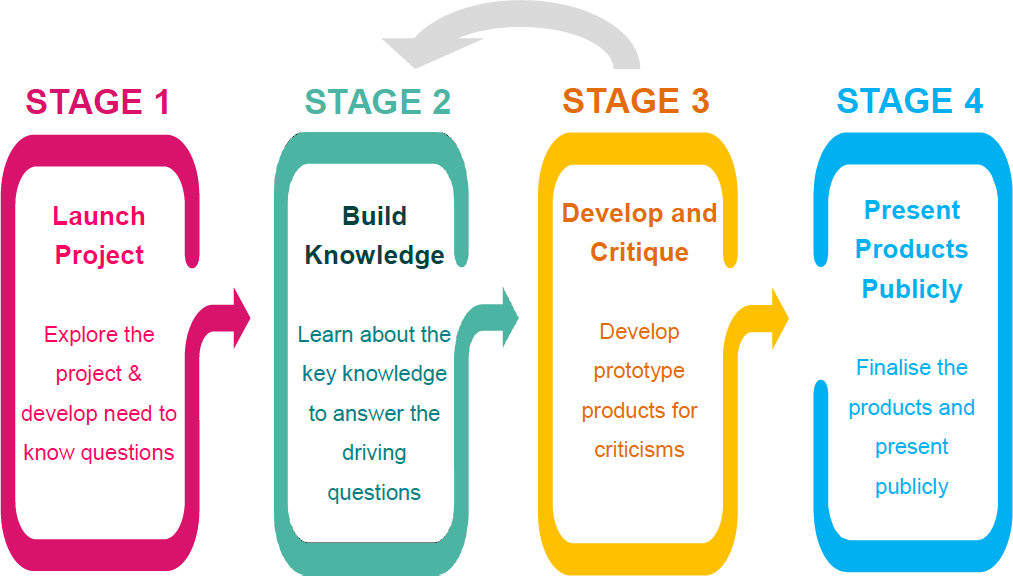 STAGE 1
Launch
Project
Explore the
project &
develop need to
know questions
STAGE 2
Build
Knowledge
Learn about the
key knowledge
to answer the
driving
questions
STAGE 3
Develop and
Critique
Develop
prototype
products for
criticisms
STAGE 4
Present
Products
Publicly
Finalise the
products and
present
publicly